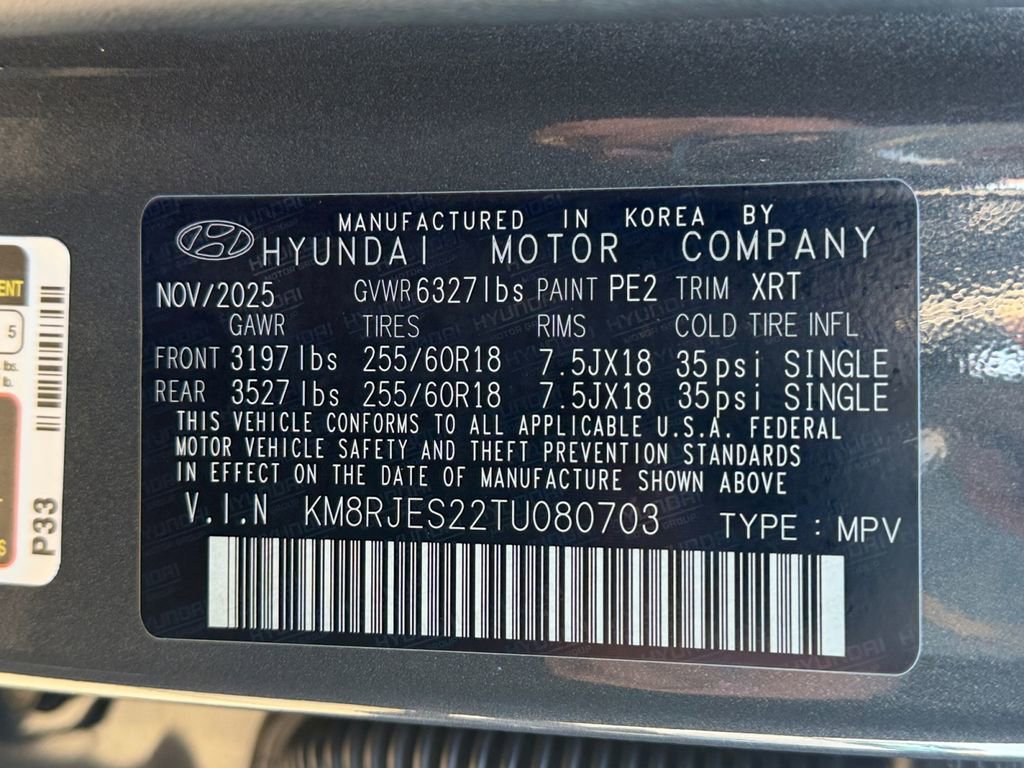 MANUFACTURED IN KOREA BY
HYUNDAI MOTOR COMPANY
NOV/2025 GVWR 6327 lbs PAINT PE2 TRIM XRT
GAWR TIRES RIMS COLD TIRE INFL
FRONT 3197 lbs 255/60R18 7.5JX18 35psi SINGLE
REAR 3527 lbs 255/60R18 7.5JX18 35psi SINGLE
THIS VEHICLE CONFORMS TO ALL APPLICABLE U.S.A. FEDERAL
MOTOR VEHICLE SAFETY AND THEFT PREVENTION STANDARDS
IN EFFECT ON THE DATE OF MANUFACTURE SHOWN ABOVE
V.I.N KM8RJES22TU080703 TYPE : MPV
5
lbs.
lb.
P33